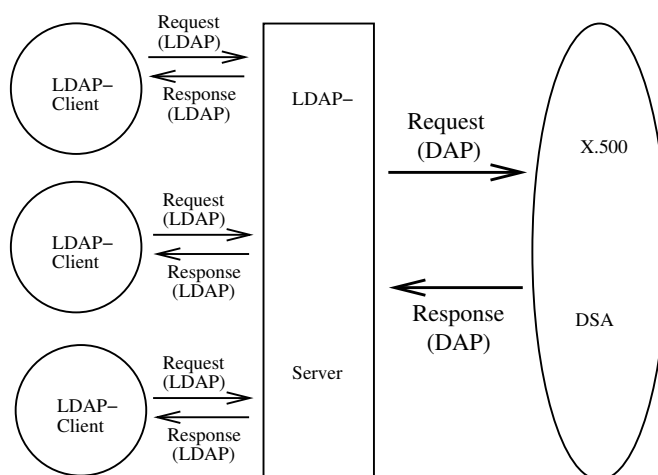 Request
(LDAP)
LDAP–
Client
Response
(LDAP)
Request
(LDAP)
LDAP–
Client
Response
(LDAP)
Request
(LDAP)
LDAP–
Client
Response
(LDAP)
LDAP–
Server
Request
(DAP)
Response
(DAP)
X.500
DSA